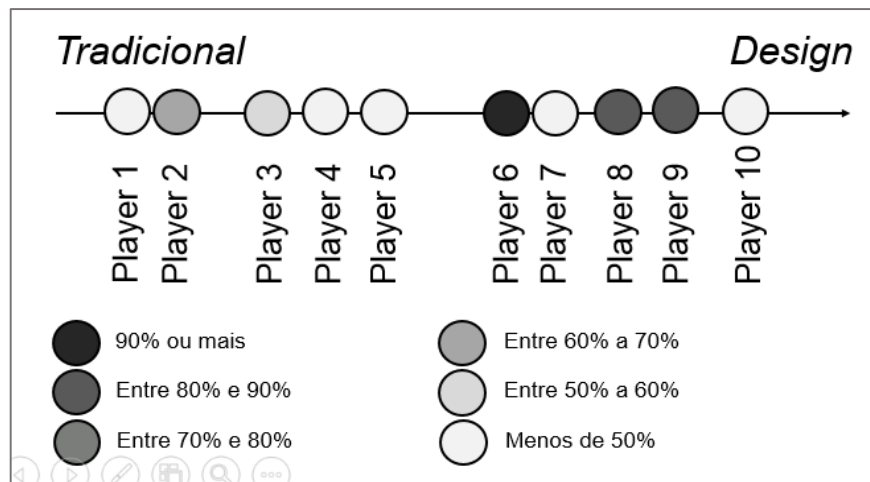 Tradicional
Design
Player 1
Player 2
Player 3
Player 4
Player 5
Player 6
Player 7
Player 8
Player 9
Player 10
90% ou mais
Entre 80% e 90%
Entre 70% e 80%
Entre 60% a 70%
Entre 50% a 60%
Menos de 50%